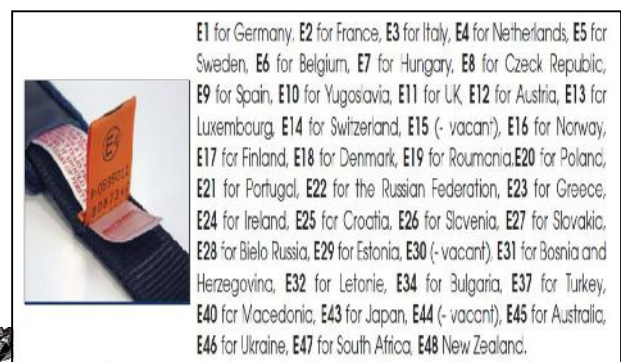 E1 for Germany, E2 for France, E3 for Italy, E4 for Netherlands, E5 for
Sweden, E6 for Belgium, E7 for Hungary, E8 for Czeck Republic,
E9 for Spain, E10 for Yugoslavia, E11 for UK, E12 for Austria, E13 for
Luxembourg, E14 for Switzerland, E15 (- vacant), E16 for Norway,
E17 for Finland, E18 for Denmark, E19 for Roumania.E20 for Poland,
E21 for Portugal, E22 for the Russian Federation, E23 for Greece,
E24 for Ireland, E25 for Croatia, E26 for Slovenia, E27 for Slovakia,
E28 for Bielo Russia, E29 for Estonia, E30 (- vacant), E31 for Bosnia and
Herzegovina, E32 for Letonie, E34 for Bulgaria, E37 for Turkey,
E40 for Macedonia, E43 for Japan, E44 (- vacant), E45 for Australia,
E46 for Ukraine, E47 for South Africa, E48 New Zealand.